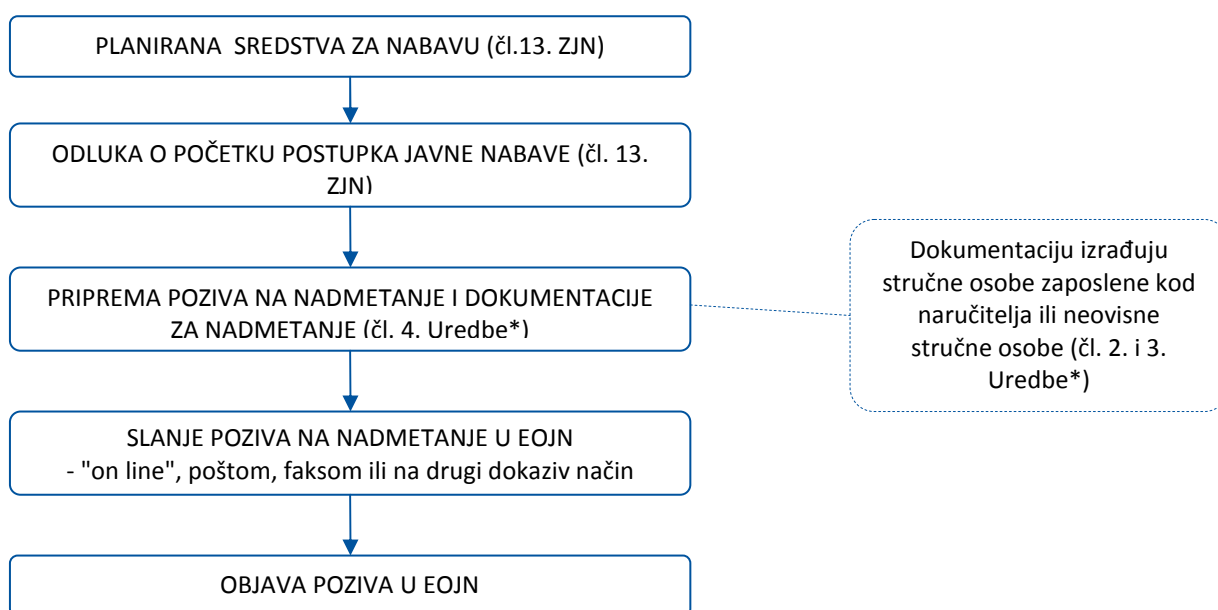 PLANIRANA  SREDSTVA ZA NABAVU (čl.13. ZJN)
ODLUKA O POČETKU POSTUPKA JAVNE NABAVE (čl. 13.
ZJN)
PRIPREMA POZIVA NA NADMETANJE I DOKUMENTACIJE
ZA NADMETANJE (čl. 4. Uredbe*)
Dokumentaciju izrađuju
stručne osobe zaposlene kod
naručitelja ili neovisne
stručne osobe (čl. 2. i 3.
Uredbe*)
SLANJE POZIVA NA NADMETANJE U EOJN
- "on line", poštom, faksom ili na drugi dokaziv način
OBJAVA POZIVA U EOJN